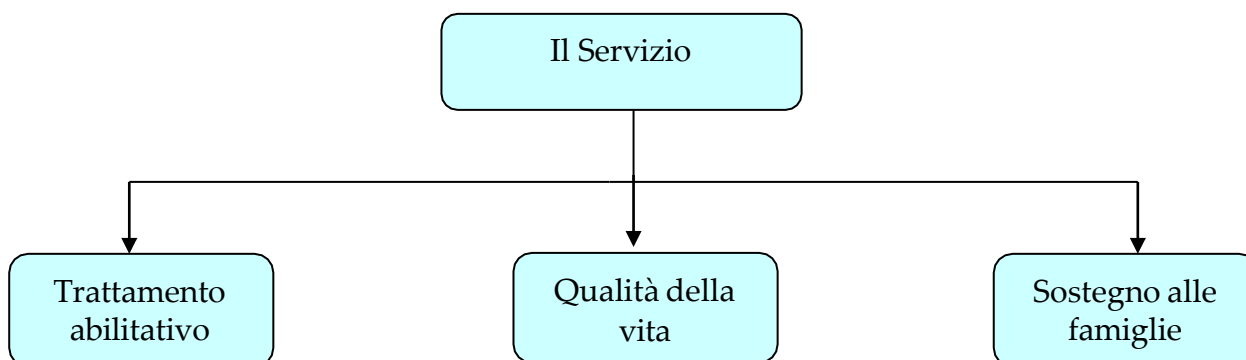 Il Servizio
Trattamento
abilitativo
Qualità della
vita
Sostegno alle
famiglie